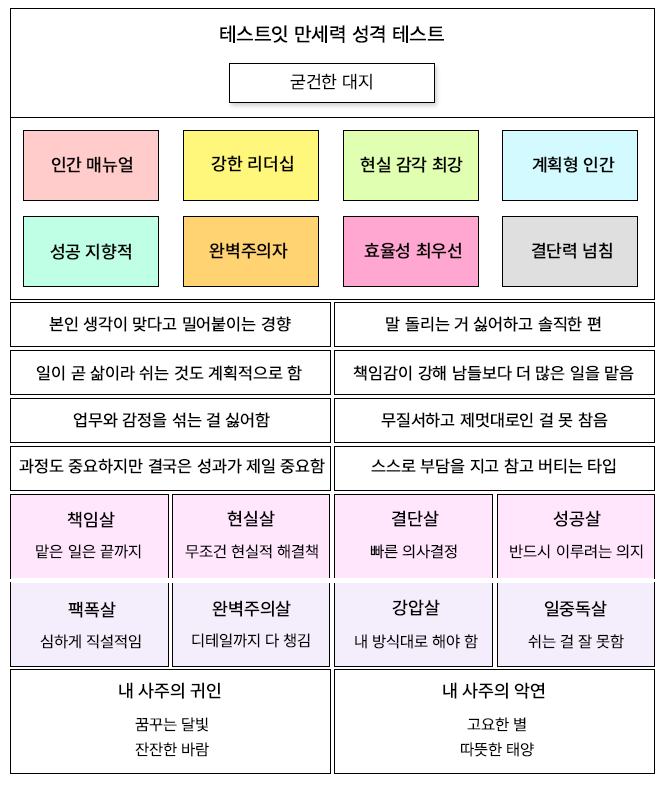 테스트잇 만세력 성격 테스트
굳건한 대지
인간 매뉴얼
강한 리더십
현실 감각 최강
계획형 인간
성공 지향적
완벽주의자
효율성 최우선
결단력 넘침
본인 생각이 맞다고 밀어붙이는 경향
말 돌리는 거 싫어하고 솔직한 편
일이 곧 삶이라 쉬는 것도 계획적으로 함
책임감이 강해 남들보다 더 많은 일을 맡음
업무와 감정을 섞는 걸 싫어함
무질서하고 제멋대로인 걸 못 참음
과정도 중요하지만 결국은 성과가 제일 중요함
스스로 부담을 지고 참고 버티는 타입
책임살
맡은 일은 끝까지
현실살
무조건 현실적 해결책
결단살
빠른 의사결정
성공살
반드시 이루려는 의지
팩폭살
심하게 직설적임
완벽주의살
디테일까지 다 챙김
강압살
내 방식대로 해야 함
일중독살
쉬는 걸 잘 못함
내 사주의 귀인
꿈꾸는 달빛
잔잔한 바람
내 사주의 악연
고요한 별
따뜻한 태양